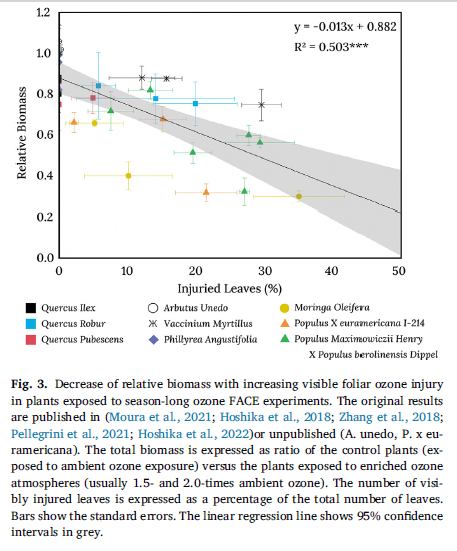 y = -0.013x + 0.882
R² = 0.503***
1.2
1.0
0.8
0.6
0.4
0.2
0.0
Relative Biomass
0 10 20 30 40 50
Injuried Leaves (%)
Quercus Ilex
Quercus Robur
Quercus Pubescens
Arbutus Unedo
Vaccinium Myrtillus
Phillyrea Angustifolia
Moringa Oleifera
Populus X euramericana I-214
Populus Maximowiczii Henry
X Populus berolinensis Dippel
Fig. 3. Decrease of relative biomass with increasing visible foliar ozone injury
in plants exposed to season-long ozone FACE experiments. The original results
are published in (Moura et al., 2021; Hoshika et al., 2018; Zhang et al., 2018;
Pellegrini et al., 2021; Hoshika et al., 2022)or unpublished (A. unedo, P. x eu-
ramericana). The total biomass is expressed as ratio of the control plants (ex-
posed to ambient ozone exposure) versus the plants exposed to enriched ozone
atmospheres (usually 1.5- and 2.0-times ambient ozone). The number of visi-
bly injured leaves is expressed as a percentage of the total number of leaves.
Bars show the standard errors. The linear regression line shows 95% confidence
intervals in grey.